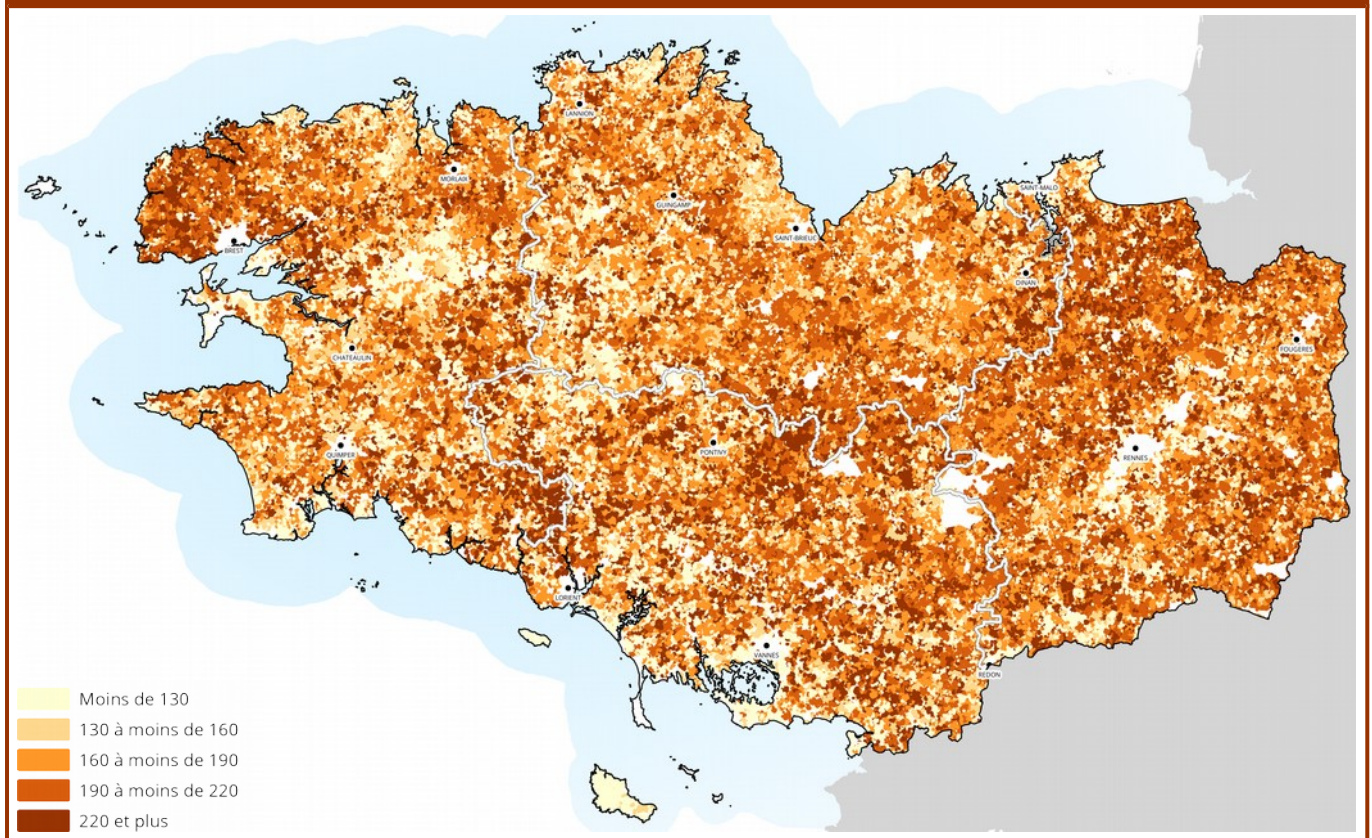 LANNION
MORLAIX
GUINGAMP
SAINT-MALO
SAINT-BRIEUC
BREST
DINAN
CHATEAULIN
FOUGERES
QUIMPER
PONTIVY
RENNES
LORIENT
VANNES
REDON
Moins de 130
130 à moins de 160
160 à moins de 190
190 à moins de 220
220 et plus